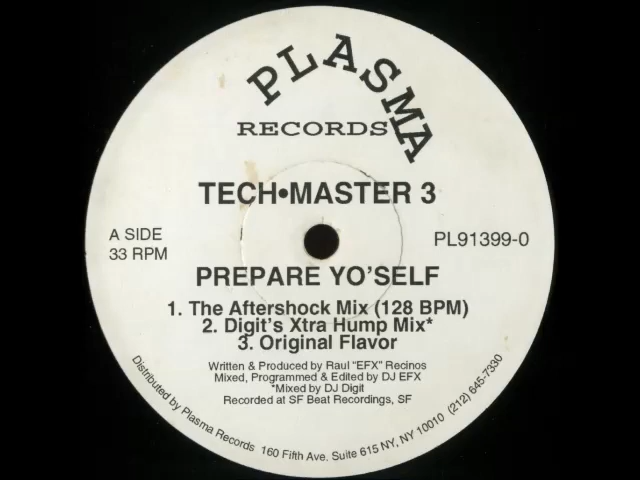 PLASMA
RECORDS
TECH•MASTER 3
A SIDE
33 RPM
PL91399-0
PREPARE YO'SELF
1. The Aftershock Mix (128 BPM)
2. Digit's Xtra Hump Mix*
3. Original Flavor
Written & Produced by Raul "EFX" Recinos
Mixed, Programmed & Edited by DJ EFX
*Mixed by DJ Digit
Recorded at SF Beat Recordings, SF
Distributed by Plasma Records 160 Fifth Ave. Suite 615 NY, NY 10010 (212) 645-7330